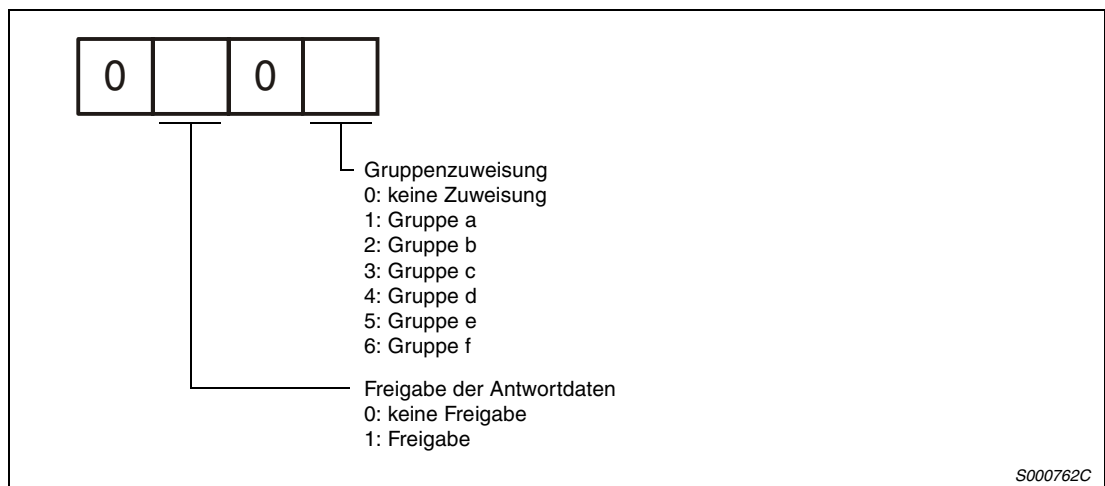 0 0
Gruppenzuweisung
0: keine Zuweisung
1: Gruppe a
2: Gruppe b
3: Gruppe c
4: Gruppe d
5: Gruppe e
6: Gruppe f
Freigabe der Antwortdaten
0: keine Freigabe
1: Freigabe
S000762C